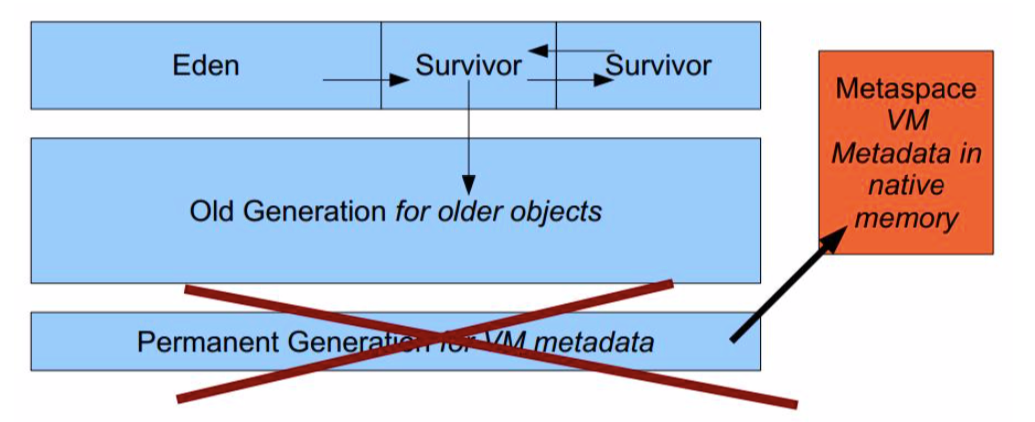 Eden
Survivor
Survivor
Old Generation for older objects
Permanent Generation for VM metadata
Metaspace
VM
Metadata in
native
memory